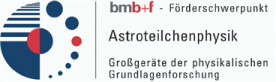 bmb+f - Förderschwerpunkt
Astroteilchenphysik
Großgeräte der physikalischen
Grundlagenforschung